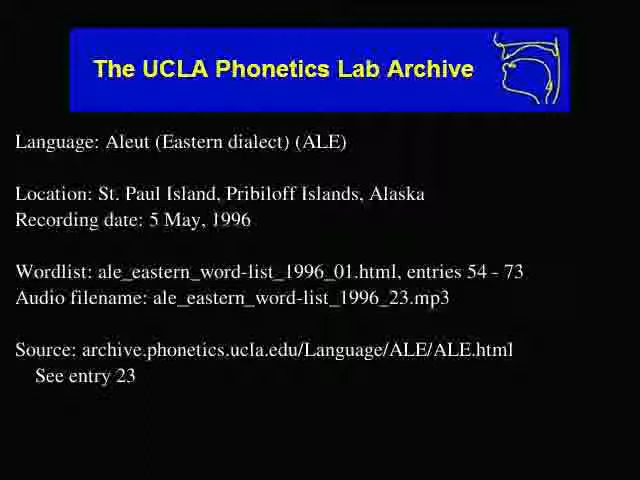 The UCLA Phonetics Lab Archive
Language: Aleut (Eastern dialect) (ALE)
Location: St. Paul Island, Pribiloff Islands, Alaska
Recording date: 5 May, 1996
Wordlist: ale_eastern_word-list_1996_01.html, entries 54 - 73
Audio filename: ale_eastern_word-list_1996_23.mp3
Source: archive.phonetics.ucla.edu/Language/ALE/ALE.html
See entry 23